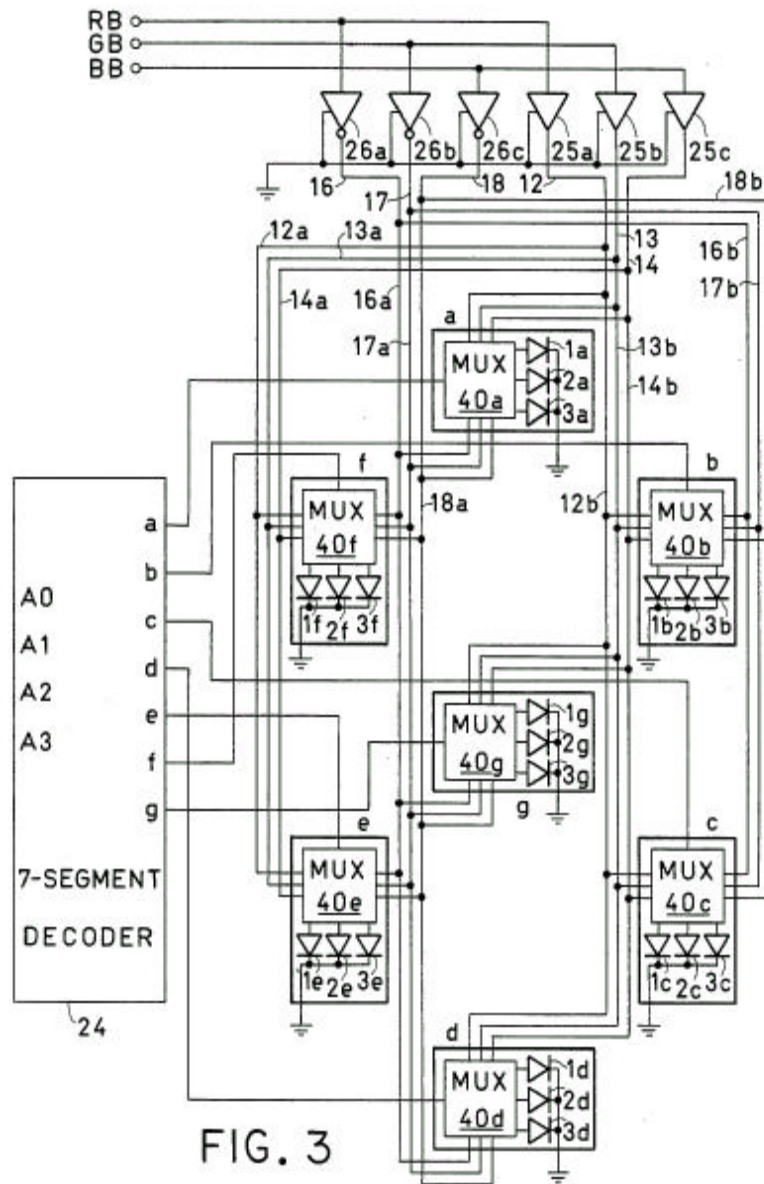 RB
GB
BB
26a 26b 26c 25a 25b 25c
16 17 18 12 18b
12a 13a 13 16b
14
14a 16a 17b
a
17a MUX 1a 13b
40a 2a
3a 14b
f b
a MUX 18a 12b MUX
40f 40b
b
A0 1f 2f 3f 1b 2b 3b
c
A1
d
A2 MUX 1g
e
A3 40g 2g
f 3g
g g
e c
7-SEGMENT MUX MUX
40e 40c
DECODER
1e 2e 3e 1c 2c 3c
24
d
MUX 1d
40d 2d
3d
FIG. 3